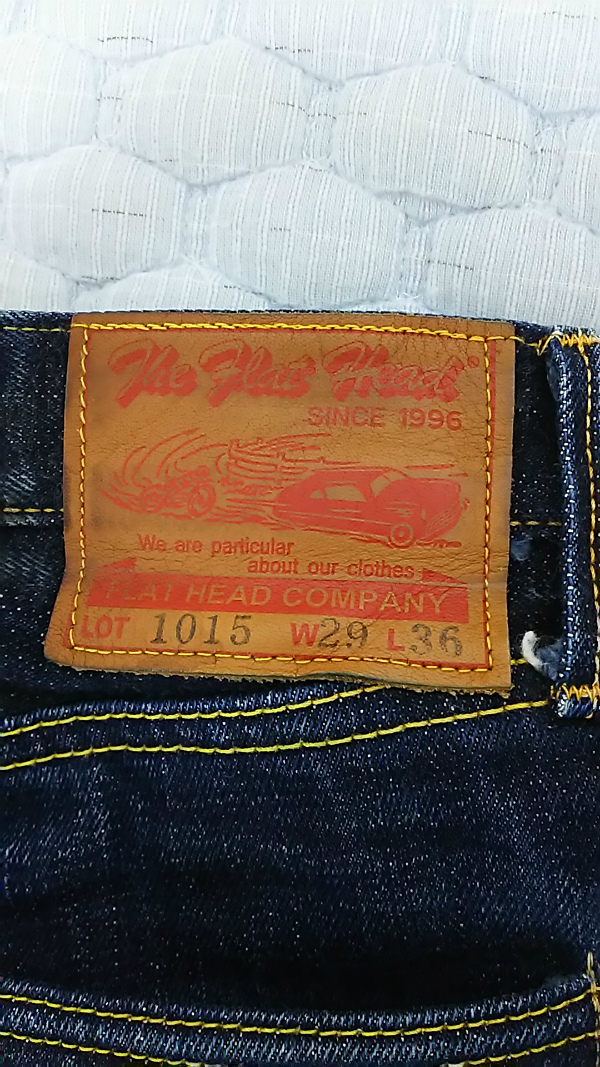 The Flat Head®
SINCE 1996
We are particular
about our clothes
FLAT HEAD COMPANY
LOT 1015 W29 L36